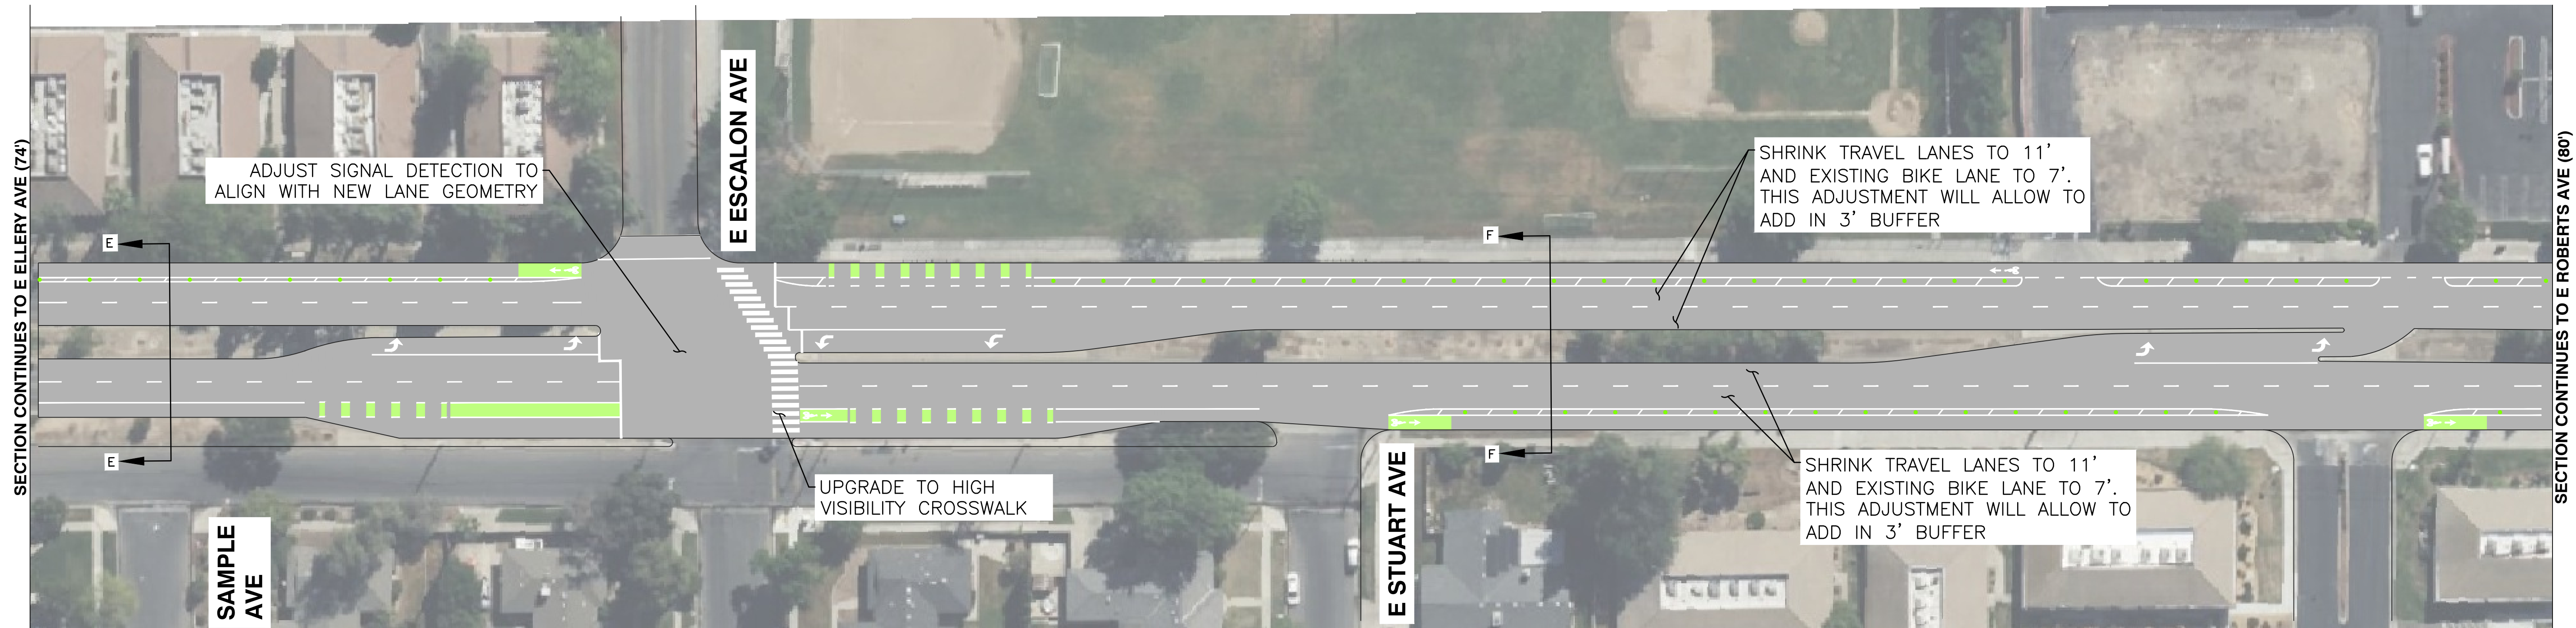 SECTION CONTINUES TO E ELLERY AVE (74')
ADJUST SIGNAL DETECTION TO
ALIGN WITH NEW LANE GEOMETRY
E ESCALON AVE
SHRINK TRAVEL LANES TO 11'
AND EXISTING BIKE LANE TO 7'.
THIS ADJUSTMENT WILL ALLOW TO
ADD IN 3' BUFFER
E
F
E
F
UPGRADE TO HIGH
VISIBILITY CROSSWALK
SHRINK TRAVEL LANES TO 11'
AND EXISTING BIKE LANE TO 7'.
THIS ADJUSTMENT WILL ALLOW TO
ADD IN 3' BUFFER
SAMPLE
AVE
E STUART AVE
SECTION CONTINUES TO E ROBERTS AVE (80')